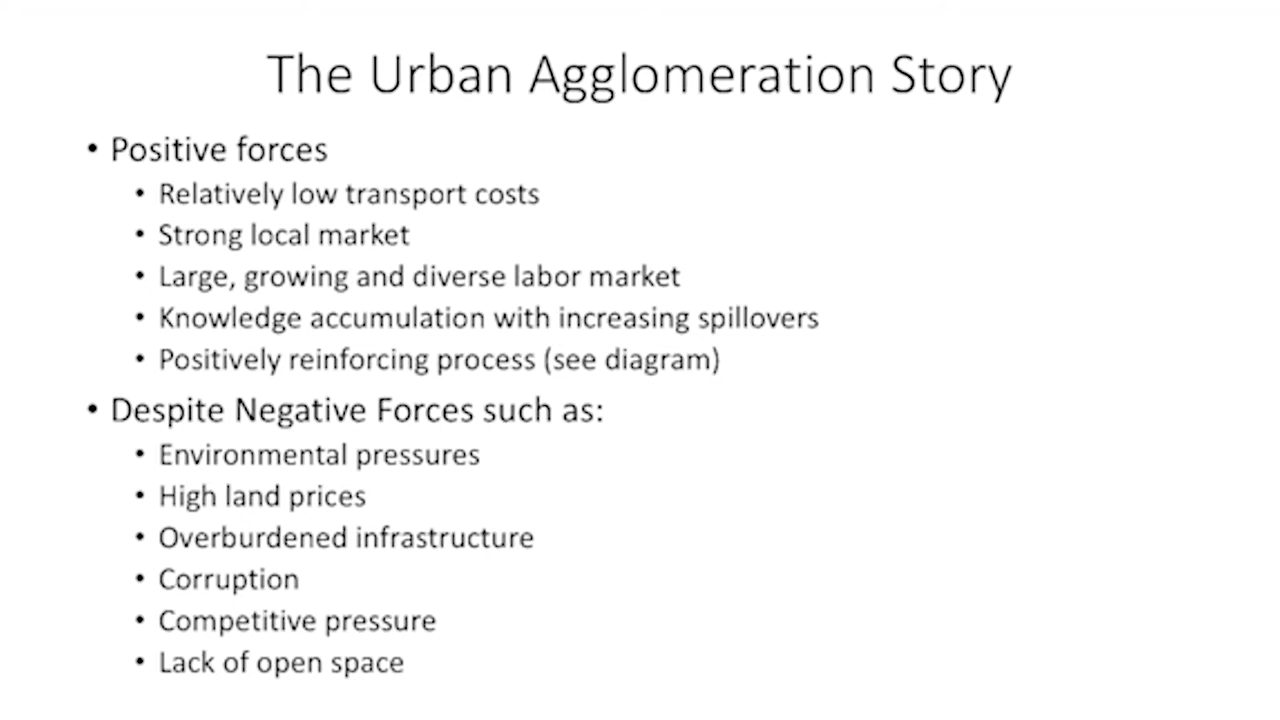 The Urban Agglomeration Story
• Positive forces
• Relatively low transport costs
• Strong local market
• Large, growing and diverse labor market
• Knowledge accumulation with increasing spillovers
• Positively reinforcing process (see diagram)
• Despite Negative Forces such as:
• Environmental pressures
• High land prices
• Overburdened infrastructure
• Corruption
• Competitive pressure
• Lack of open space